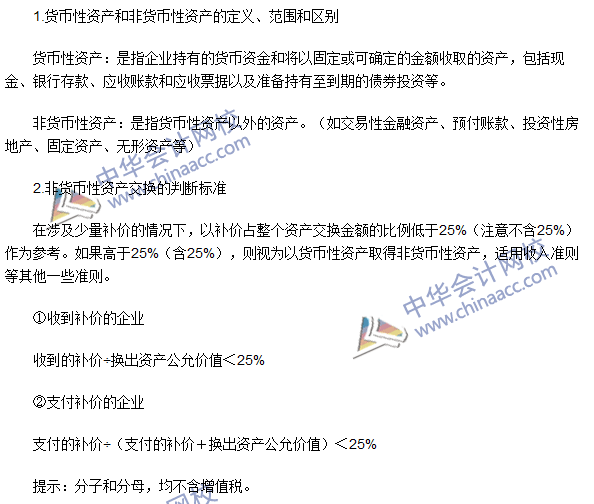 1.货币性资产和非货币性资产的定义、范围和区别
货币性资产：是指企业持有的货币资金和将以固定或可确定的金额收取的资产，包括现
金、银行存款、应收账款和应收票据以及准备持有至到期的债券投资等。
非货币性资产：是指货币性资产以外的资产。（如交易性金融资产、预付账款、投资性房
地产、固定资产、无形资产等）
中华会计网校
www.chinaacc.com
2.非货币性资产交换的判断标准
在涉及少量补价的情况下，以补价占整个资产交换金额的比例低于25%（注意不含25%）
作为参考。如果高于25%（含25%），则视为以货币性资产取得非货币性资产，适用收入准则
等其他一些准则。
中华会计网校
www.chinaacc.com
①收到补价的企业
收到的补价÷换出资产公允价值＜25%
②支付补价的企业
支付的补价÷（支付的补价＋换出资产公允价值）＜25%
提示：分子和分母，均不含增值税。